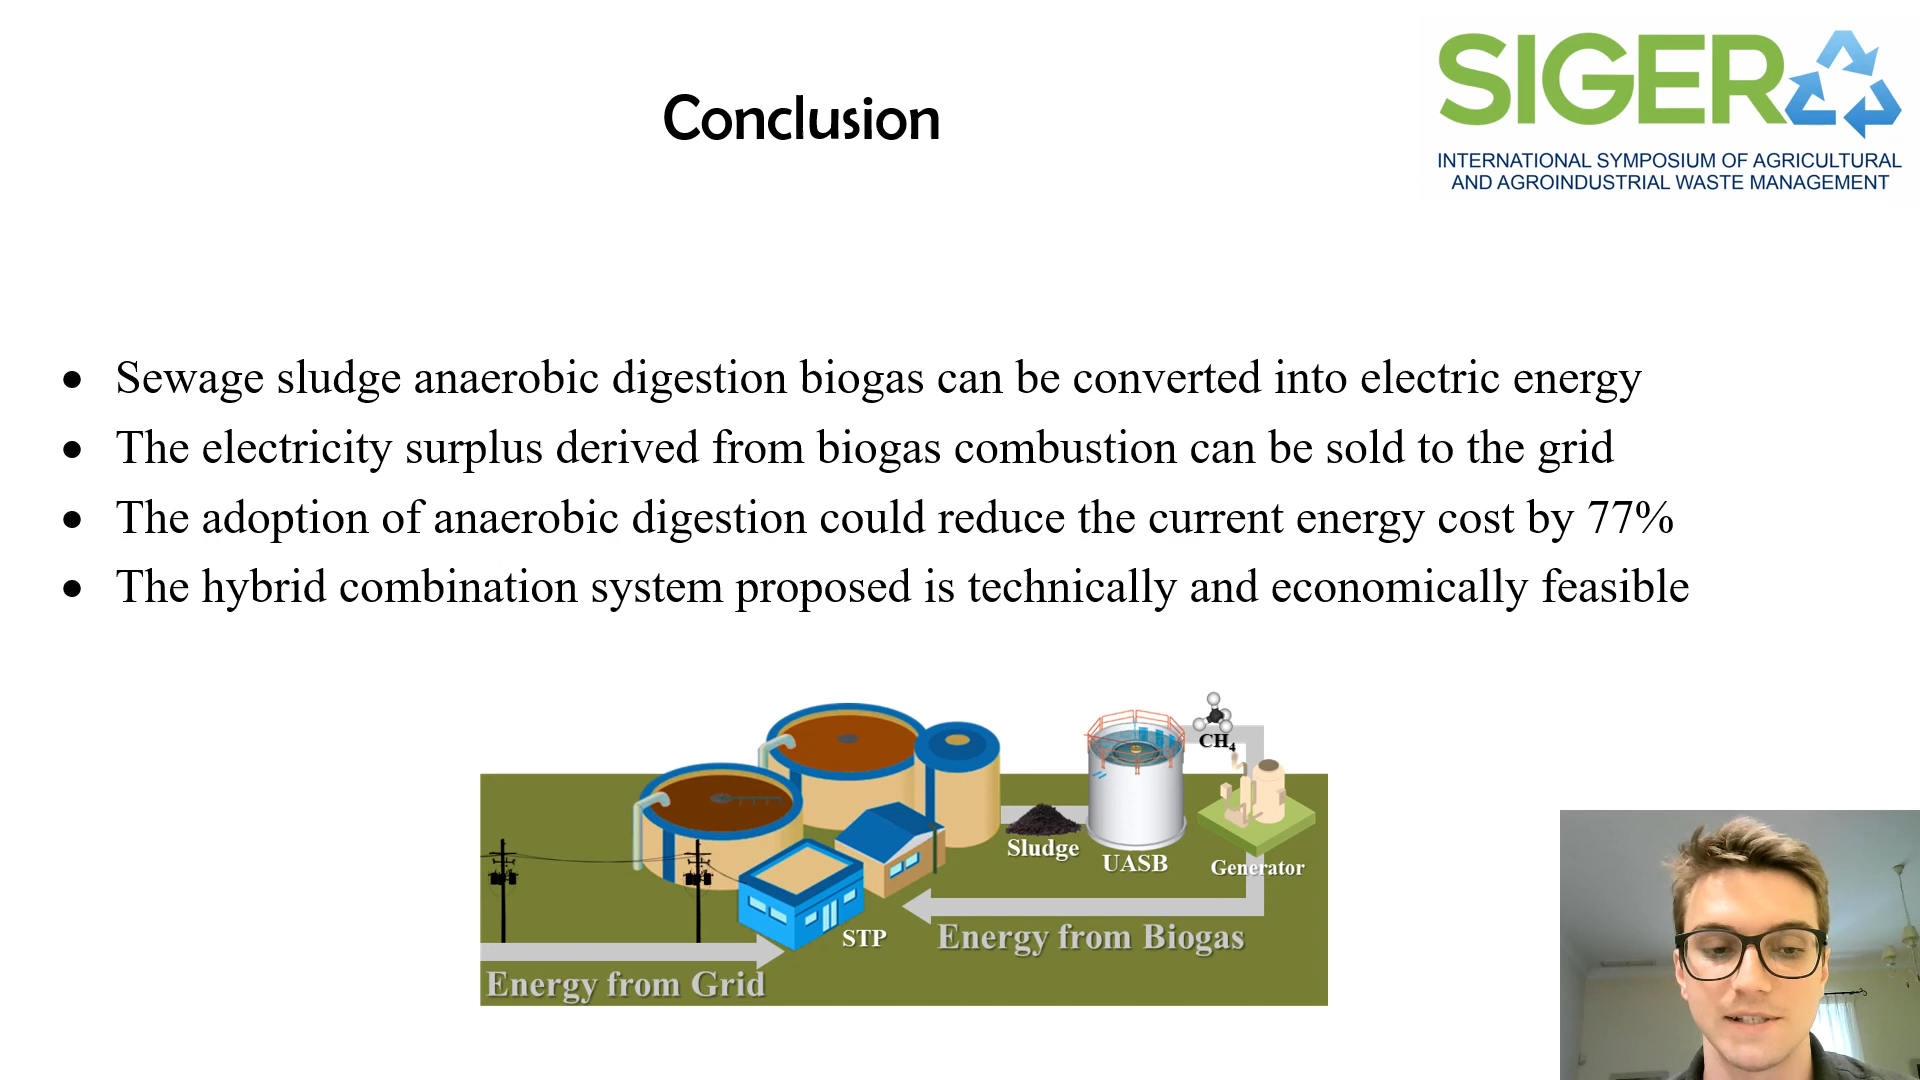 Conclusion
SIGER
INTERNATIONAL SYMPOSIUM OF AGRICULTURAL
AND AGROINDUSTRIAL WASTE MANAGEMENT
• Sewage sludge anaerobic digestion biogas can be converted into electric energy
• The electricity surplus derived from biogas combustion can be sold to the grid
• The adoption of anaerobic digestion could reduce the current energy cost by 77%
• The hybrid combination system proposed is technically and economically feasible
CH₄
Sludge
UASB
Generator
STP
Energy from Biogas
Energy from Grid